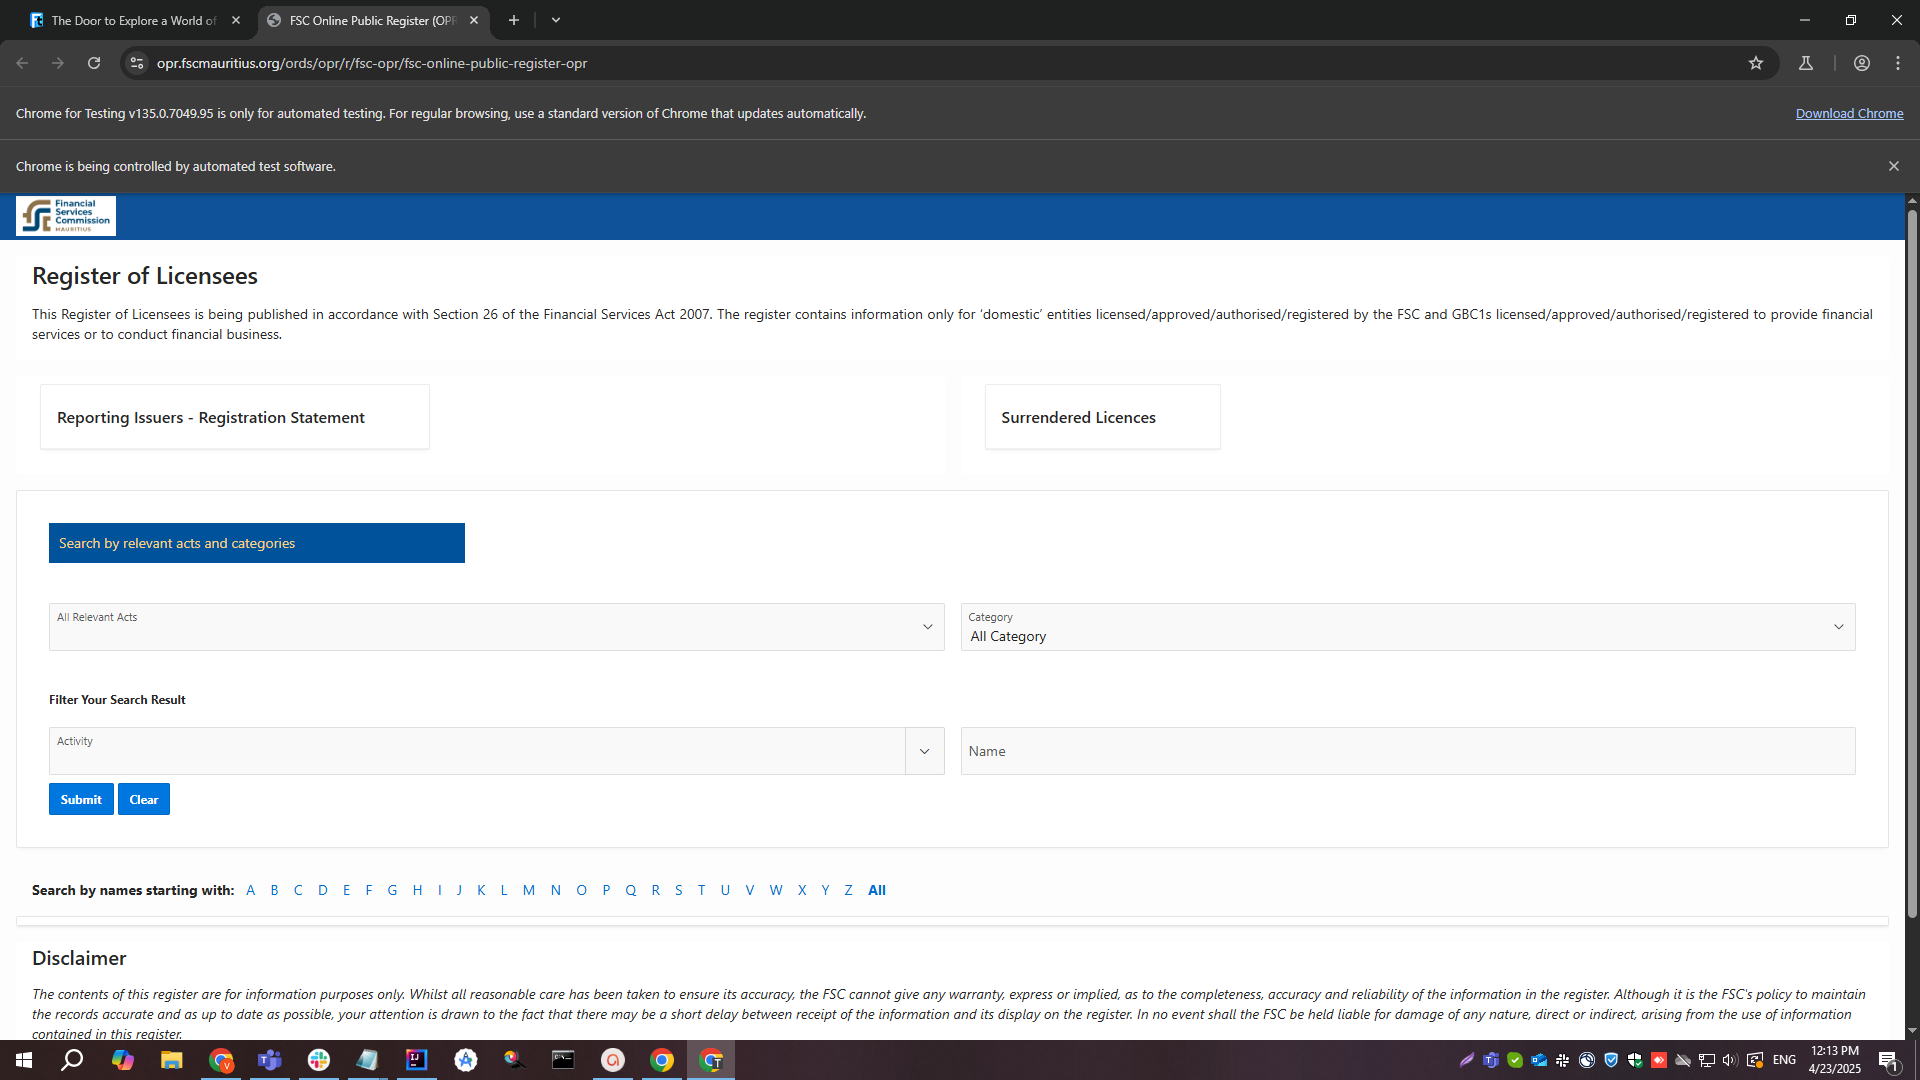 The Door to Explore a World of
FSC Online Public Register (OPR
opr.fscmauritius.org/ords/opr/r/fsc-opr/fsc-online-public-register-opr
Chrome for Testing v135.0.7049.95 is only for automated testing. For regular browsing, use a standard version of Chrome that updates automatically.
Download Chrome
Chrome is being controlled by automated test software.
Financial
Services
Commission
MAURITIUS
Register of Licensees
This Register of Licensees is being published in accordance with Section 26 of the Financial Services Act 2007. The register contains information only for ‘domestic’ entities licensed/approved/authorised/registered by the FSC and GBC1s licensed/approved/authorised/registered to provide financial
services or to conduct financial business.
Reporting Issuers - Registration Statement
Surrendered Licences
Search by relevant acts and categories
All Relevant Acts
Category
All Category
Filter Your Search Result
Activity
Name
Submit
Clear
Search by names starting with: A B C D E F G H I J K L M N O P Q R S T U V W X Y Z All
Disclaimer
The contents of this register are for information purposes only. Whilst all reasonable care has been taken to ensure its accuracy, the FSC cannot give any warranty, express or implied, as to the completeness, accuracy and reliability of the information in the register. Although it is the FSC's policy to maintain
the records accurate and as up to date as possible, your attention is drawn to the fact that there may be a short delay between receipt of the information and its display on the register. In no event shall the FSC be held liable for damage of any nature, direct or indirect, arising from the use of information
contained in this register.
ENG
12:13 PM
4/23/2025
1